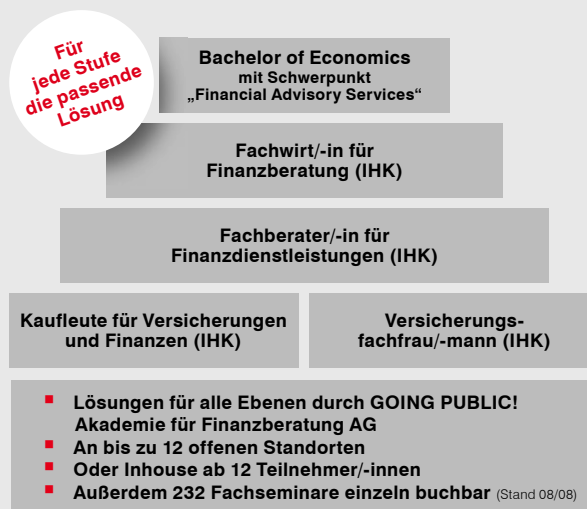 Für
jede Stufe
die passende
Lösung
Bachelor of Economics
mit Schwerpunkt
„Financial Advisory Services“
Fachwirt/-in für
Finanzberatung (IHK)
Fachberater/-in für
Finanzdienstleistungen (IHK)
Kaufleute für Versicherungen
und Finanzen (IHK)
Versicherungs-
fachfrau/-mann (IHK)
Lösungen für alle Ebenen durch GOING PUBLIC!
Akademie für Finanzberatung AG
An bis zu 12 offenen Standorten
Oder Inhouse ab 12 Teilnehmer/-innen
Außerdem 232 Fachseminare einzeln buchbar (Stand 08/08)